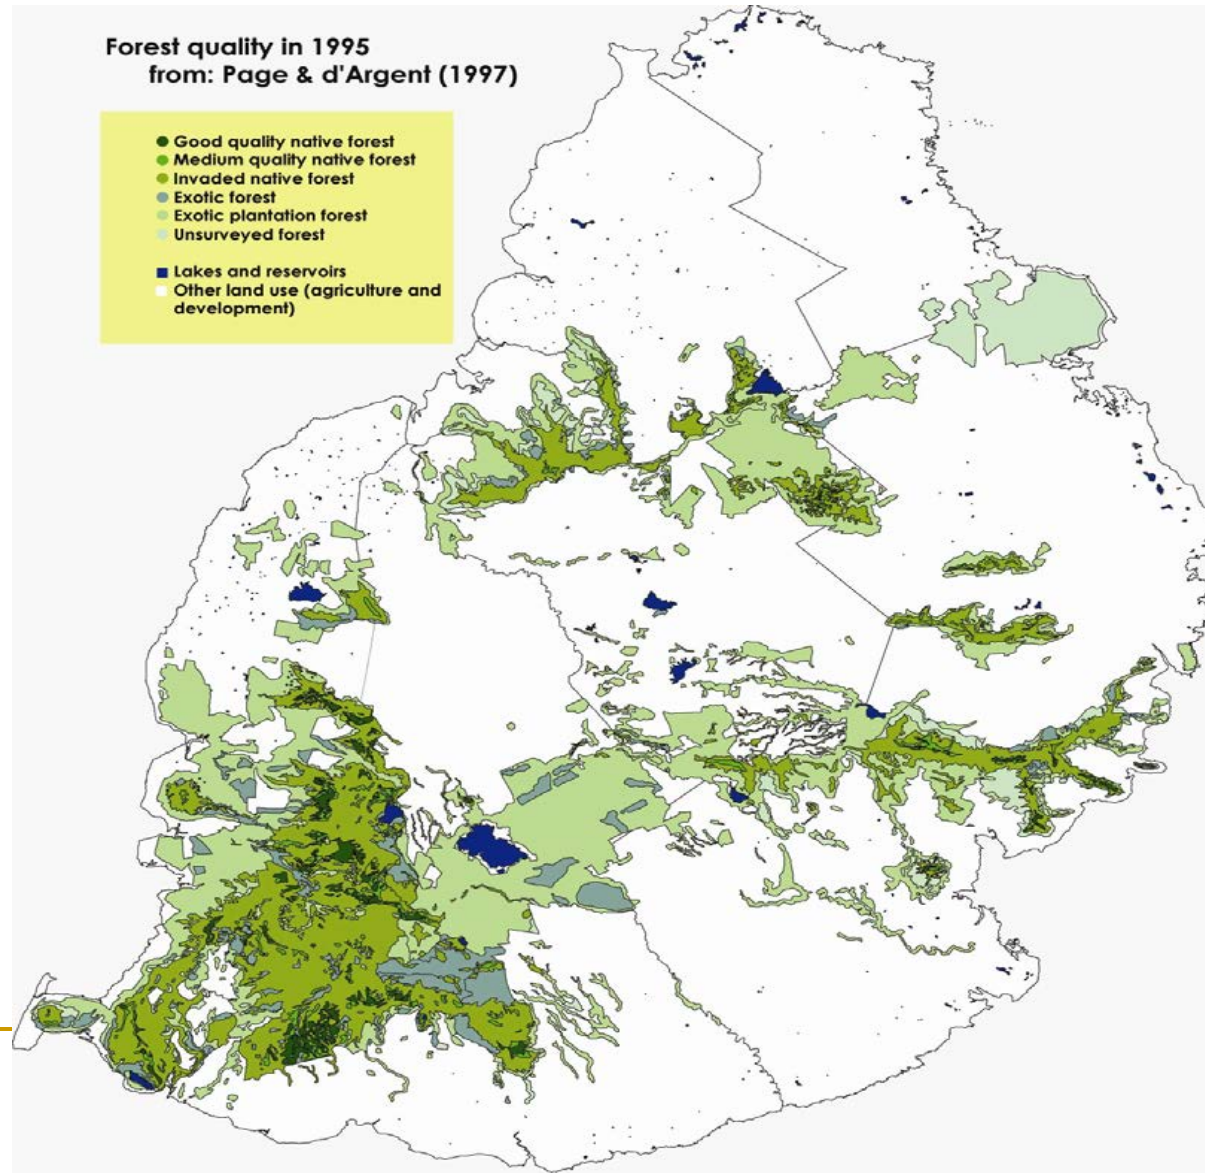 Forest quality in 1995
from: Page & d'Argent (1997)
Good quality native forest
Medium quality native forest
Invaded native forest
Exotic forest
Exotic plantation forest
Unsurveyed forest
Lakes and reservoirs
Other land use (agriculture and
development)